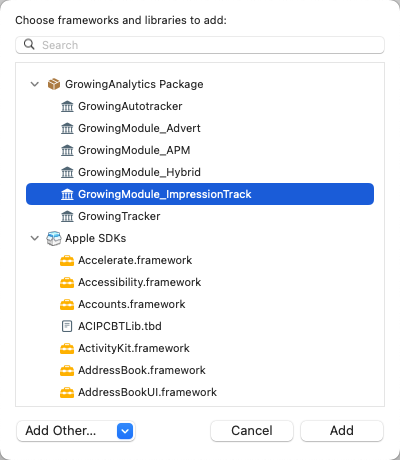 Choose frameworks and libraries to add:
Search
GrowingAnalytics Package
GrowingAutotracker
GrowingModule_Advert
GrowingModule_APM
GrowingModule_Hybrid
GrowingModule_ImpressionTrack
GrowingTracker
Apple SDKs
Accelerate.framework
Accessibility.framework
Accounts.framework
ACIPCBTLib.tbd
ActivityKit.framework
AddressBook.framework
AddressBookUI.framework
Add Other... Cancel Add